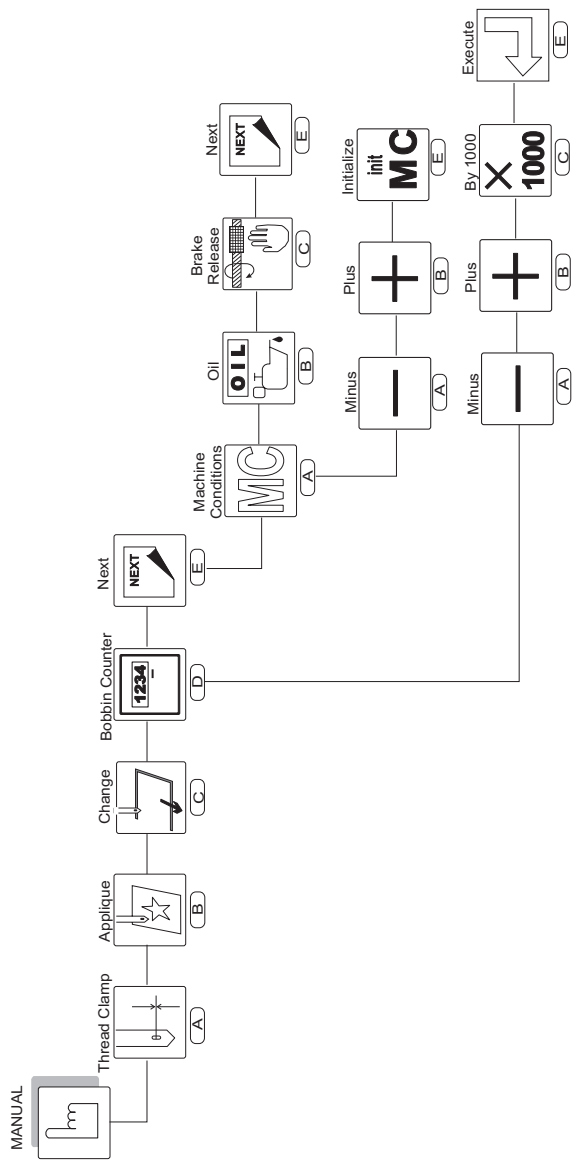 MANUAL
Thread Clamp
A
Applique
B
Change
C
Bobbin Counter
1234
D
Next
NEXT
E
Machine
Conditions
MC
A
Oil
OIL
B
Brake
Release
C
Next
NEXT
E
Minus
A
Plus
B
Initialize
init
MC
E
Minus
A
Plus
B
By 1000
×
1000
C
Execute
E